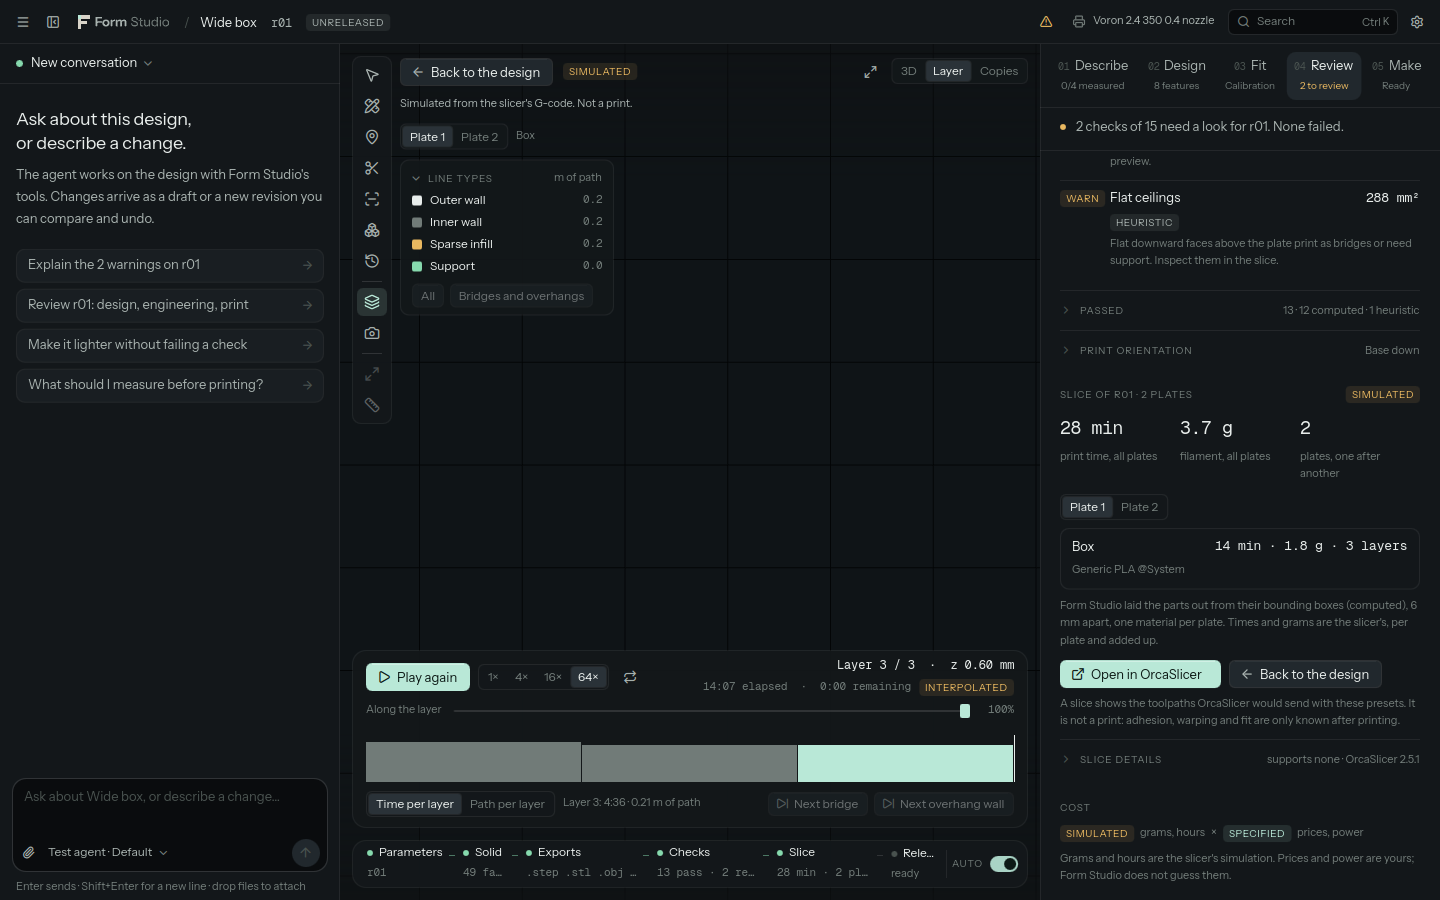 Form Studio / Wide box r01 UNRELEASED
Voron 2.4 350 0.4 nozzle
Search Ctrl K
New conversation
Ask about this design,
or describe a change.
The agent works on the design with Form Studio's
tools. Changes arrive as a draft or a new revision you
can compare and undo.
Explain the 2 warnings on r01
Review r01: design, engineering, print
Make it lighter without failing a check
What should I measure before printing?
Ask about Wide box, or describe a change...
Test agent · Default
Enter sends · Shift+Enter for a new line · drop files to attach
Back to the design SIMULATED
3D Layer Copies
Simulated from the slicer's G-code. Not a print.
Plate 1 Plate 2 Box
LINE TYPES m of path
Outer wall 0.2
Inner wall 0.2
Sparse infill 0.2
Support 0.0
All Bridges and overhangs
Play again 1× 4× 16× 64×
Layer 3 / 3 · z 0.60 mm
14:07 elapsed · 0:00 remaining INTERPOLATED
Along the layer 100%
Time per layer Path per layer Layer 3: 4:36 · 0.21 m of path Next bridge Next overhang wall
Parameters – Solid – Exports – Checks – Slice – Rele…
r01 49 fa… .step .stl .obj … 13 pass · 2 re… 28 min · 2 pl… ready
AUTO
01 Describe 02 Design 03 Fit 04 Review 05 Make
0/4 measured 8 features Calibration 2 to review Ready
2 checks of 15 need a look for r01. None failed.
preview.
WARN Flat ceilings 288 mm²
HEURISTIC
Flat downward faces above the plate print as bridges or need
support. Inspect them in the slice.
PASSED 13 · 12 computed · 1 heuristic
PRINT ORIENTATION Base down
SLICE OF R01 · 2 PLATES SIMULATED
28 min 3.7 g 2
print time, all plates filament, all plates plates, one after
another
Plate 1 Plate 2
Box 14 min · 1.8 g · 3 layers
Generic PLA @System
Form Studio laid the parts out from their bounding boxes (computed), 6
mm apart, one material per plate. Times and grams are the slicer's, per
plate and added up.
Open in OrcaSlicer Back to the design
A slice shows the toolpaths OrcaSlicer would send with these presets. It
is not a print: adhesion, warping and fit are only known after printing.
SLICE DETAILS supports none · OrcaSlicer 2.5.1
COST
SIMULATED grams, hours × SPECIFIED prices, power
Grams and hours are the slicer's simulation. Prices and power are yours;
Form Studio does not guess them.